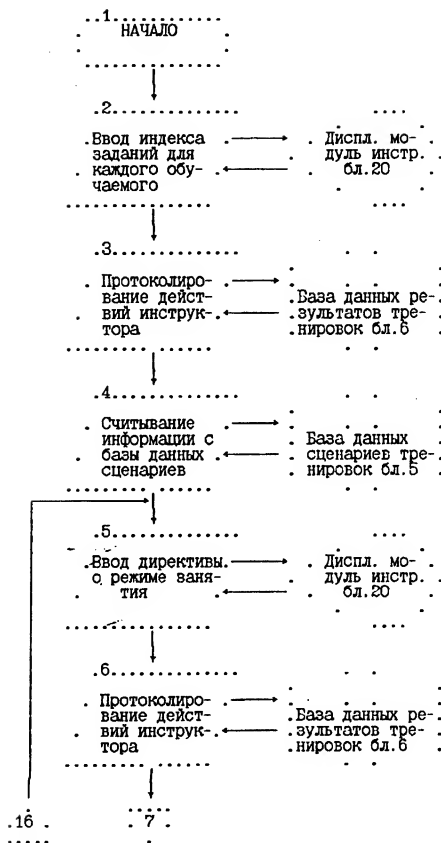 1
НАЧАЛО
2
Ввод индекса
заданий для
каждого обу-
чаемого
Диспл. мо-
дуль инстр.
бл.20
3
Протоколиро-
вание дейст-
вий инструк-
тора
База данных ре-
зультатов тре-
нировок бл.6
4
Считывание
информации с
базы данных
сценариев
База данных
сценариев тре-
нировок бл.5
5
Ввод директивы
о режиме заня-
тия
Диспл. мо-
дуль инстр.
бл.20
6
Протоколиро-
вание дейст-
вий инструк-
тора
База данных ре-
зультатов тре-
нировок бл.6
16
7